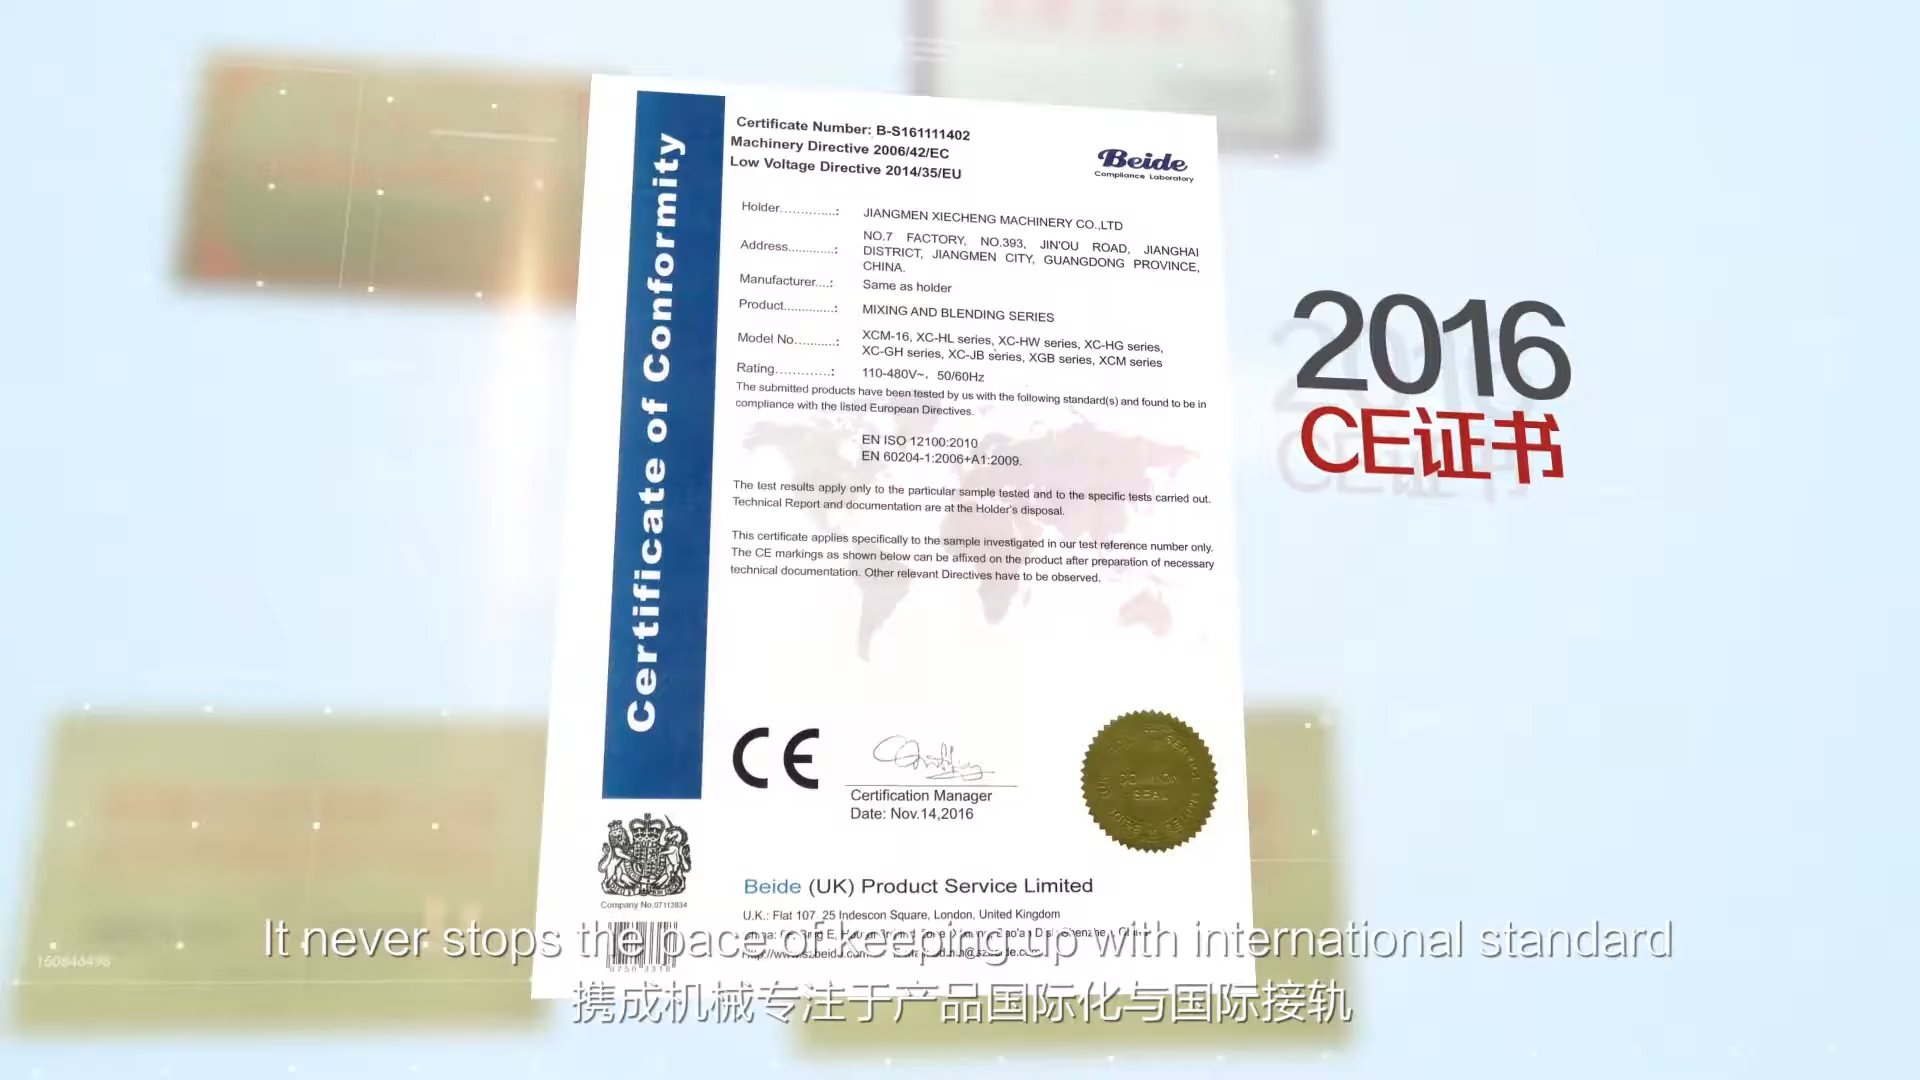 Certificate of Conformity
Certificate Number: B-S161111402
Machinery Directive 2006/42/EC
Low Voltage Directive 2014/35/EU
Beide
Compliance Laboratory
Holder.............: JIANGMEN XIECHENG MACHINERY CO.,LTD
Address............: NO.7 FACTORY, NO.393, JIN'OU ROAD, JIANGHAI
DISTRICT, JIANGMEN CITY, GUANGDONG PROVINCE,
CHINA.
Manufacturer....: Same as holder
Product..............: MIXING AND BLENDING SERIES
Model No...........: XCM-16, XC-HL series, XC-HW series, XC-HG series,
XC-GH series, XC-JB series, XGB series, XCM series
Rating..............: 110-480V~, 50/60Hz
The submitted products have been tested by us with the following standard(s) and found to be in
compliance with the listed European Directives.
EN ISO 12100:2010
EN 60204-1:2006+A1:2009.
The test results apply only to the particular sample tested and to the specific tests carried out.
Technical Report and documentation are at the Holder's disposal.
This certificate applies specifically to the sample investigated in our test reference number only.
The CE markings as shown below can be affixed on the product after preparation of necessary
technical documentation. Other relevant Directives have to be observed.
CE
Certification Manager
Date: Nov.14,2016
SEAL
Company No.07113834
Beide (UK) Product Service Limited
U.K.: Flat 107, 25 Indescon Square, London, United Kingdom
2016
CE证书
160846498
It never stops the pace of keeping up with international standard
携成机械专注于产品国际化与国际接轨